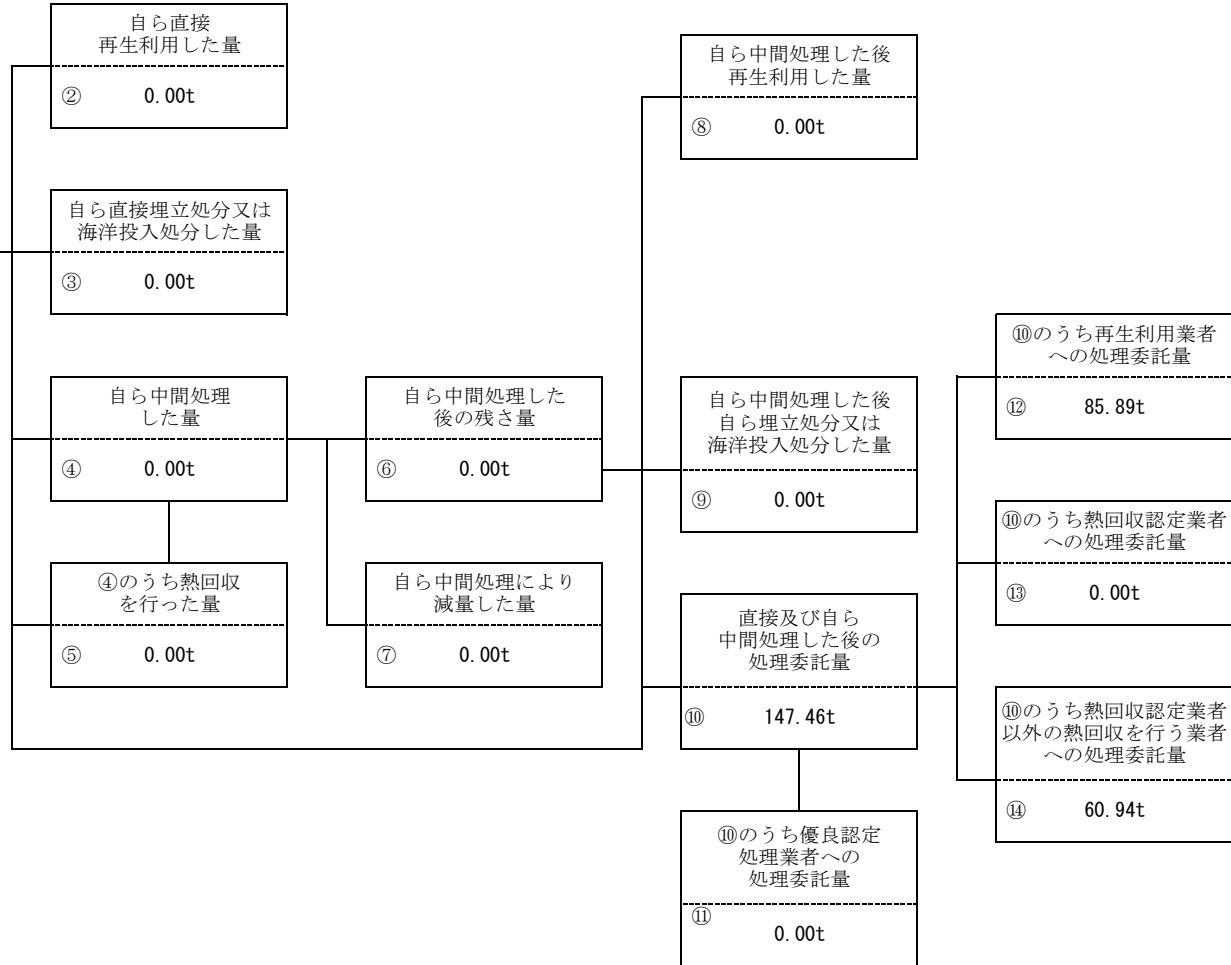 自ら直接
再生利用した量
② 0.00t
自ら直接埋立処分又は
海洋投入処分した量
③ 0.00t
自ら中間処理
した量
④ 0.00t
④のうち熱回収
を行った量
⑤ 0.00t
自ら中間処理した
後の残さ量
⑥ 0.00t
自ら中間処理により
減量した量
⑦ 0.00t
自ら中間処理した後
再生利用した量
⑧ 0.00t
自ら中間処理した後
自ら埋立処分又は
海洋投入処分した量
⑨ 0.00t
直接及び自ら
中間処理した後の
処理委託量
⑩ 147.46t
⑩のうち優良認定
処理業者への
処理委託量
⑪ 0.00t
⑩のうち再生利用業者
への処理委託量
⑫ 85.89t
⑩のうち熱回収認定業者
への処理委託量
⑬ 0.00t
⑩のうち熱回収認定業者
以外の熱回収を行う業者
への処理委託量
⑭ 60.94t